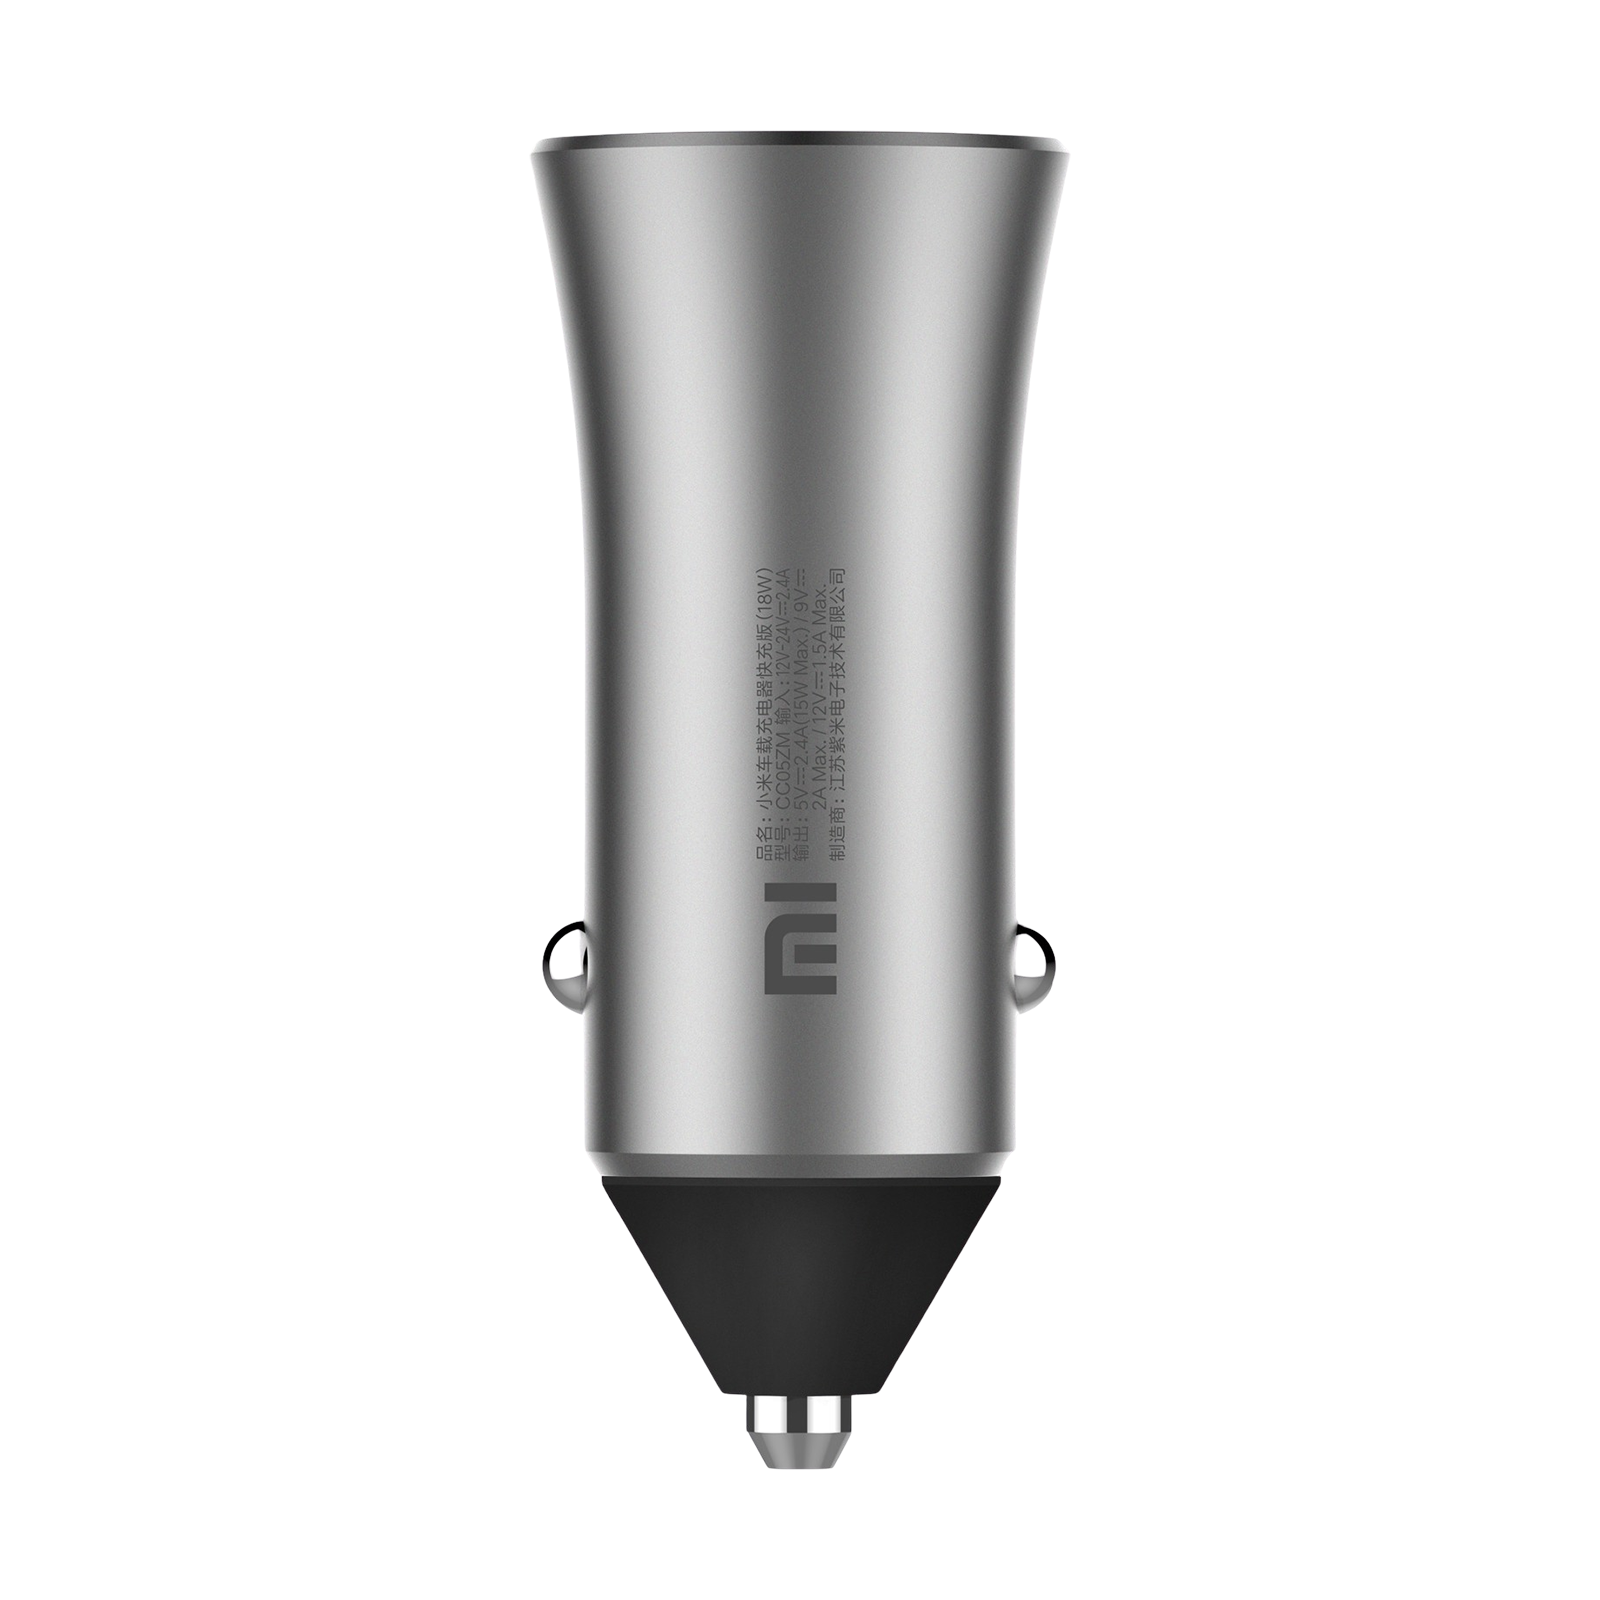 品名：小米车载充电器快充版 (18W)
型号：CC05ZM 输入：12V-24V⎓2.4A
输出：5V⎓2.4A(15W Max.) / 9V⎓
2A Max. / 12V⎓1.5A Max.
制造商：江苏紫米电子技术有限公司
mi